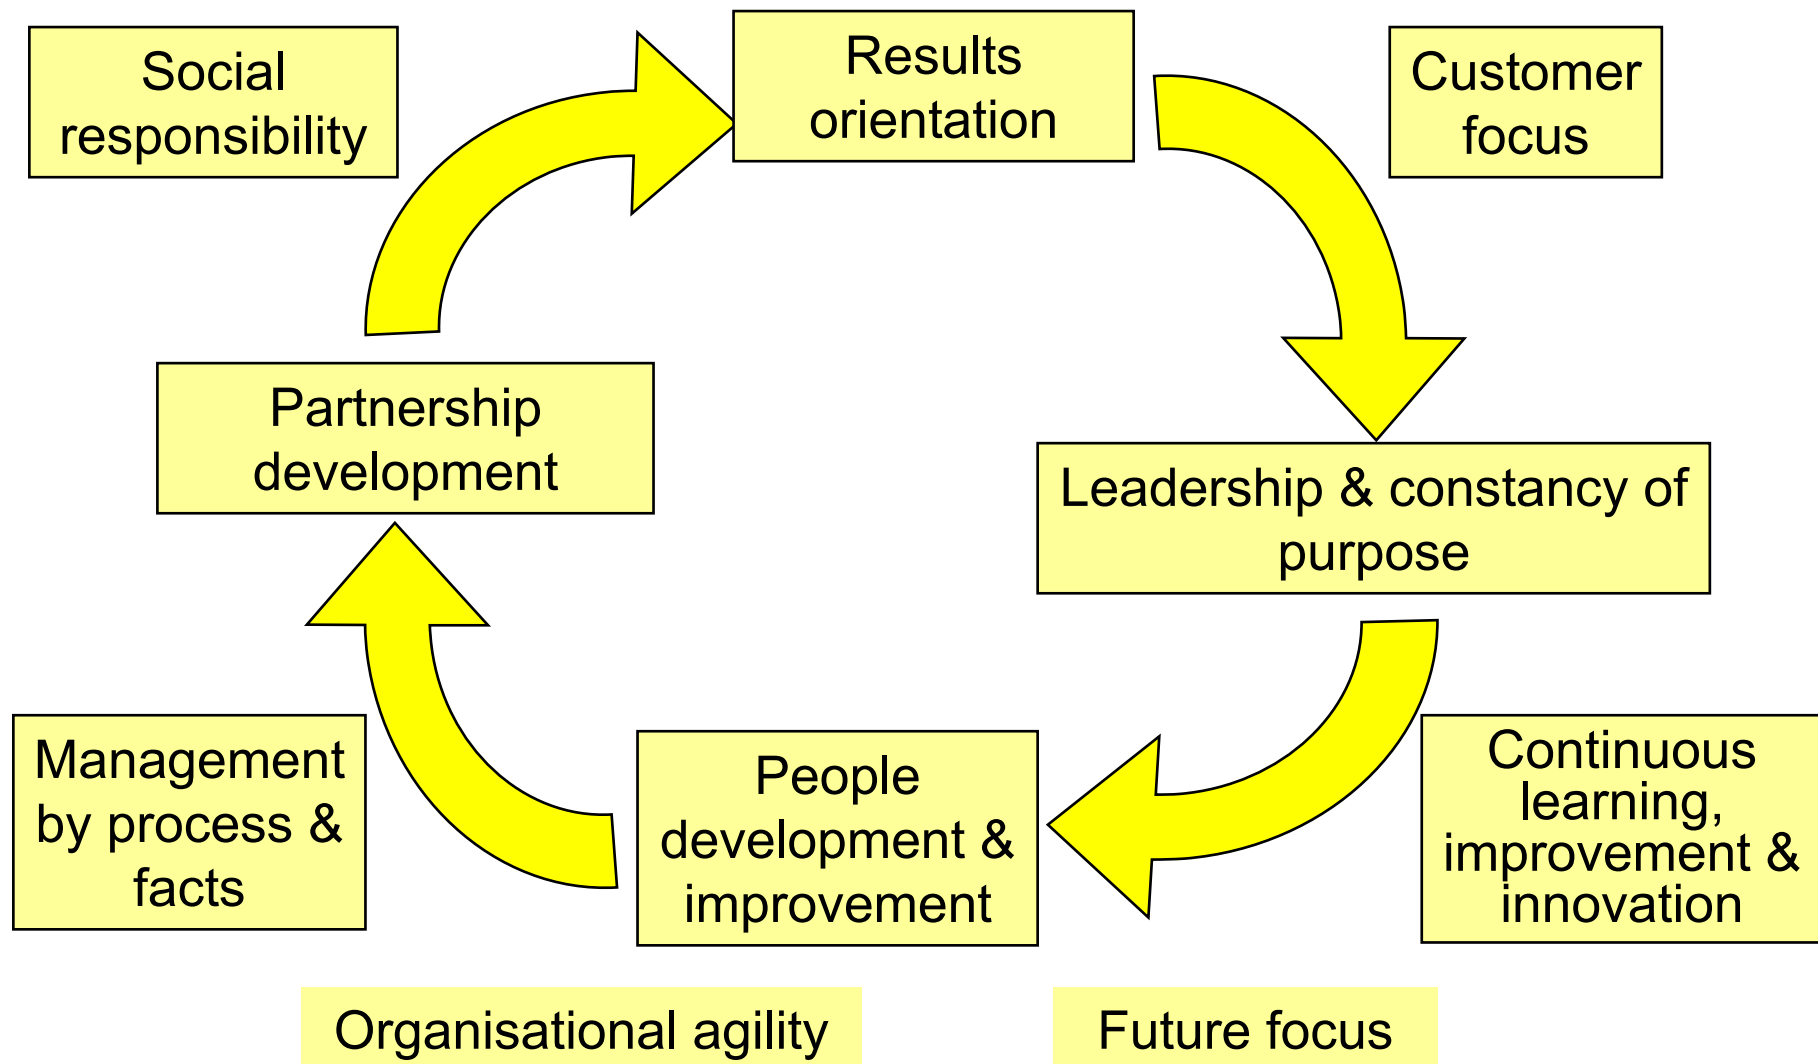 Social
responsibility
Results
orientation
Customer
focus
Partnership
development
Leadership & constancy of
purpose
Management
by process &
facts
People
development &
improvement
Continuous
learning,
improvement &
innovation
Organisational agility
Future focus